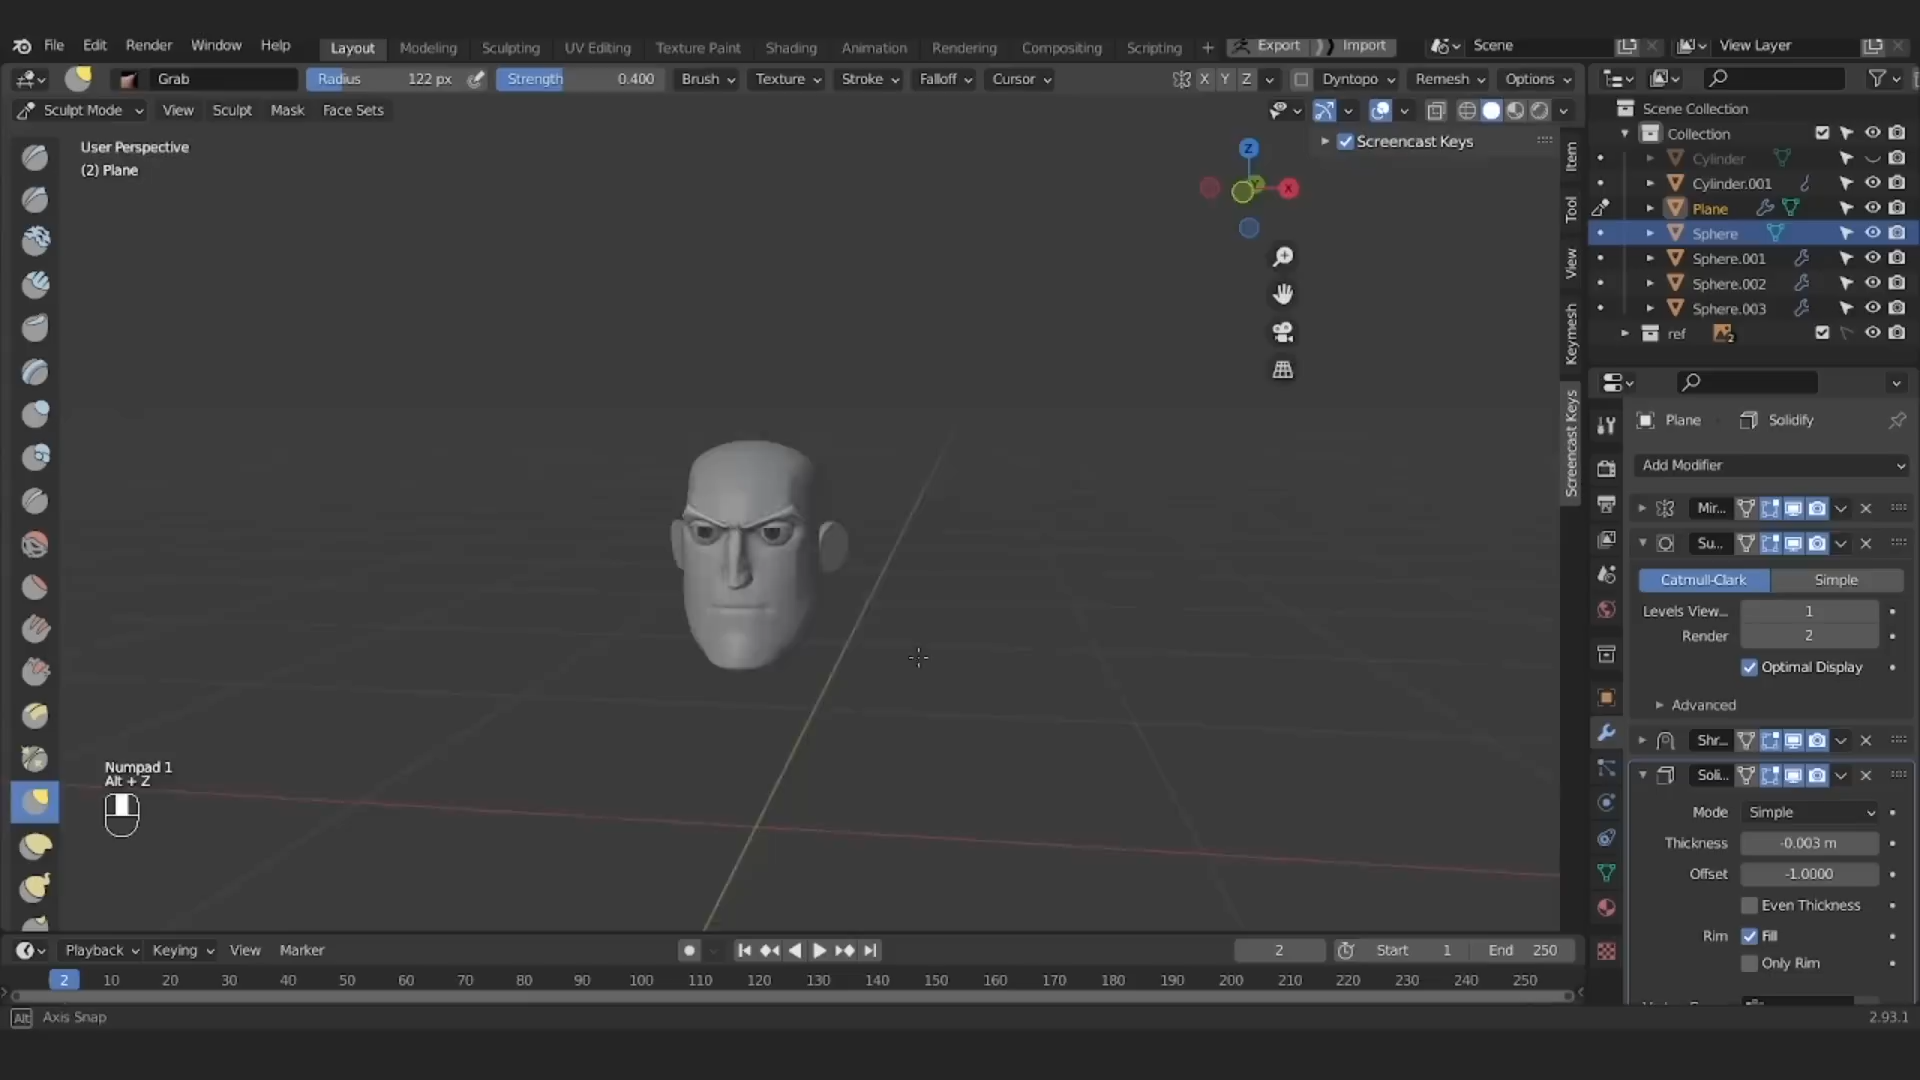 File Edit Render Window Help Layout Modeling Sculpting UV Editing Texture Paint Shading Animation Rendering Compositing Scripting + Export Import Scene View Layer
Grab Radius 122 px Strength 0.400 Brush Texture Stroke Falloff Cursor X Y Z Dyntopo Remesh Options
Sculpt Mode View Sculpt Mask Face Sets
User Perspective
(2) Plane
Z
X
Y
Screencast Keys
Item
Tool
View
Keymesh
Screencast Keys
Numpad 1
Alt + Z
Scene Collection
Collection
Cylinder
Cylinder.001
Plane
Sphere
Sphere.001
Sphere.002
Sphere.003
ref 2
Plane Solidify
Add Modifier
Mir...
Su...
Catmull-Clark Simple
Levels View... 1
Render 2
Optimal Display
Advanced
Shr...
Soli...
Mode Simple
Thickness -0.003 m
Offset -1.0000
Even Thickness
Rim Fill
Only Rim
Playback Keying View Marker 2 Start 1 End 250
2 10 20 30 40 50 60 70 80 90 100 110 120 130 140 150 160 170 180 190 200 210 220 230 240 250
Alt Axis Snap
2.93.1